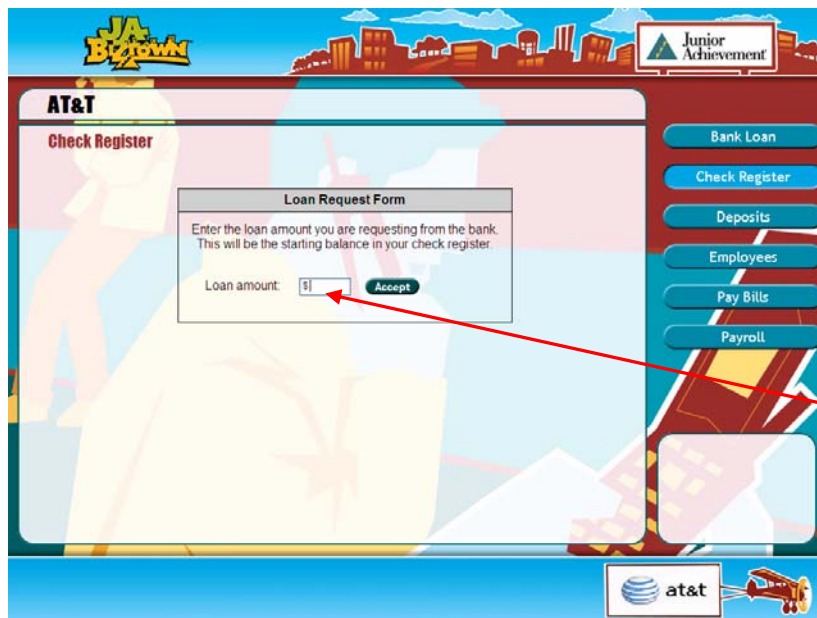 JA
BizTown
Junior
Achievement
AT&T
Check Register
Loan Request Form
Enter the loan amount you are requesting from the bank.
This will be the starting balance in your check register.
Loan amount: $ Accept
Bank Loan
Check Register
Deposits
Employees
Pay Bills
Payroll
at&t